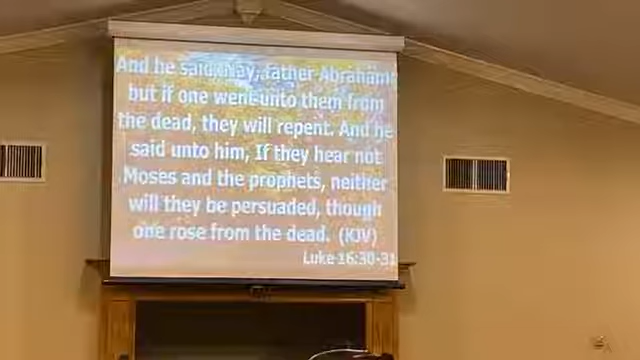 And he said, Nay, father Abraham:
but if one went unto them from
the dead, they will repent. And he
said unto him, If they hear not
Moses and the prophets, neither
will they be persuaded, though
one rose from the dead. (KJV)
Luke 16:30-31